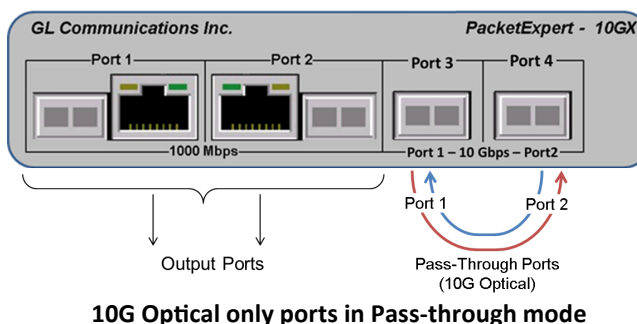 GL Communications Inc. PacketExpert - 10GX
Port 1 Port 2 Port 3 Port 4
1000 Mbps Port 1 – 10 Gbps – Port2
Port 1 Port 2
Output Ports
Pass-Through Ports
(10G Optical)
10G Optical only ports in Pass-through mode